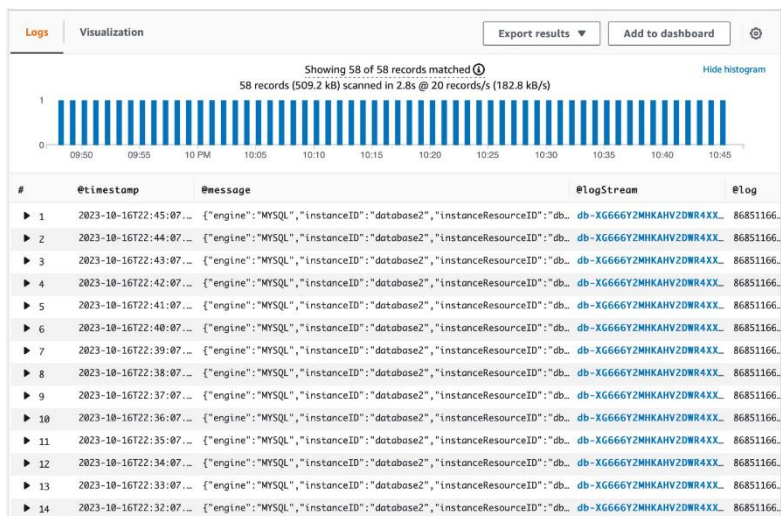 Logs Visualization Export results ▼ Add to dashboard
Showing 58 of 58 records matched
Hide histogram
58 records (509.2 kB) scanned in 2.8s @ 20 records/s (182.8 kB/s)
1
0
09:50 09:55 10 PM 10:05 10:10 10:15 10:20 10:25 10:30 10:35 10:40 10:45
# @timestamp @message @logStream @log
1 2023-10-16T22:45:07... {"engine":"MYSQL","instanceID":"database2","instanceResourceID":"db… db-XG666Y2MHKAHV2DWR4XX… 86851166…
2 2023-10-16T22:44:07... {"engine":"MYSQL","instanceID":"database2","instanceResourceID":"db… db-XG666Y2MHKAHV2DWR4XX… 86851166…
3 2023-10-16T22:43:07... {"engine":"MYSQL","instanceID":"database2","instanceResourceID":"db… db-XG666Y2MHKAHV2DWR4XX… 86851166…
4 2023-10-16T22:42:07... {"engine":"MYSQL","instanceID":"database2","instanceResourceID":"db… db-XG666Y2MHKAHV2DWR4XX… 86851166…
5 2023-10-16T22:41:07... {"engine":"MYSQL","instanceID":"database2","instanceResourceID":"db… db-XG666Y2MHKAHV2DWR4XX… 86851166…
6 2023-10-16T22:40:07... {"engine":"MYSQL","instanceID":"database2","instanceResourceID":"db… db-XG666Y2MHKAHV2DWR4XX… 86851166…
7 2023-10-16T22:39:07... {"engine":"MYSQL","instanceID":"database2","instanceResourceID":"db… db-XG666Y2MHKAHV2DWR4XX… 86851166…
8 2023-10-16T22:38:07... {"engine":"MYSQL","instanceID":"database2","instanceResourceID":"db… db-XG666Y2MHKAHV2DWR4XX… 86851166…
9 2023-10-16T22:37:07... {"engine":"MYSQL","instanceID":"database2","instanceResourceID":"db… db-XG666Y2MHKAHV2DWR4XX… 86851166…
10 2023-10-16T22:36:07... {"engine":"MYSQL","instanceID":"database2","instanceResourceID":"db… db-XG666Y2MHKAHV2DWR4XX… 86851166…
11 2023-10-16T22:35:07... {"engine":"MYSQL","instanceID":"database2","instanceResourceID":"db… db-XG666Y2MHKAHV2DWR4XX… 86851166…
12 2023-10-16T22:34:07... {"engine":"MYSQL","instanceID":"database2","instanceResourceID":"db… db-XG666Y2MHKAHV2DWR4XX… 86851166…
13 2023-10-16T22:33:07... {"engine":"MYSQL","instanceID":"database2","instanceResourceID":"db… db-XG666Y2MHKAHV2DWR4XX… 86851166…
14 2023-10-16T22:32:07... {"engine":"MYSQL","instanceID":"database2","instanceResourceID":"db… db-XG666Y2MHKAHV2DWR4XX… 86851166…